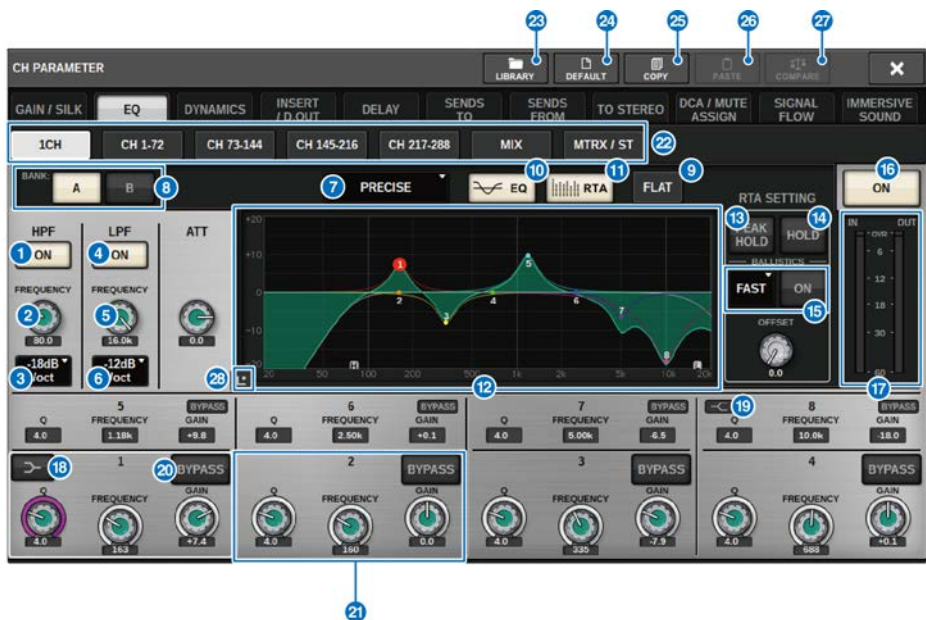 23 24 25 26 27
CH PARAMETER
LIBRARY DEFAULT COPY PASTE COMPARE
GAIN / SILK EQ DYNAMICS INSERT / D.OUT DELAY SENDS TO SENDS FROM TO STEREO DCA / MUTE ASSIGN SIGNAL FLOW IMMERSIVE SOUND
1CH CH 1-72 CH 73-144 CH 145-216 CH 217-288 MIX MTRX / ST 22
BANK: A B 8 7 PRECISE 10 EQ 11 RTA 9 FLAT RTA SETTING 16 ON
HPF LPF ATT
1 ON 4 ON
13 PEAK HOLD 14 HOLD
IN OUT
OVR
6
12
18
30
60
17
BALLISTICS
FAST ON
15
OFFSET
0.0
FREQUENCY FREQUENCY
2 5
80.0 16.0k 0.0
3 -18dB /oct 6 -12dB /oct
+20
+10
0
-10
-20
1 2 3 4 5 6 7 8
H L
20 50 100 200 500 1k 2k 5k 10k 20k
28 12
5 BYPASS 6 BYPASS 7 BYPASS 19 8 BYPASS
Q FREQUENCY GAIN Q FREQUENCY GAIN Q FREQUENCY GAIN Q FREQUENCY GAIN
4.0 1.18k +9.8 4.0 2.50k +0.1 4.0 5.00k -6.5 4.0 10.0k -18.0
18 1 20 BYPASS 2 BYPASS 3 BYPASS 4 BYPASS
Q FREQUENCY GAIN Q FREQUENCY GAIN Q FREQUENCY GAIN Q FREQUENCY GAIN
4.0 163 +7.4 4.0 160 0.0 4.0 335 -7.9 4.0 688 +0.1
21